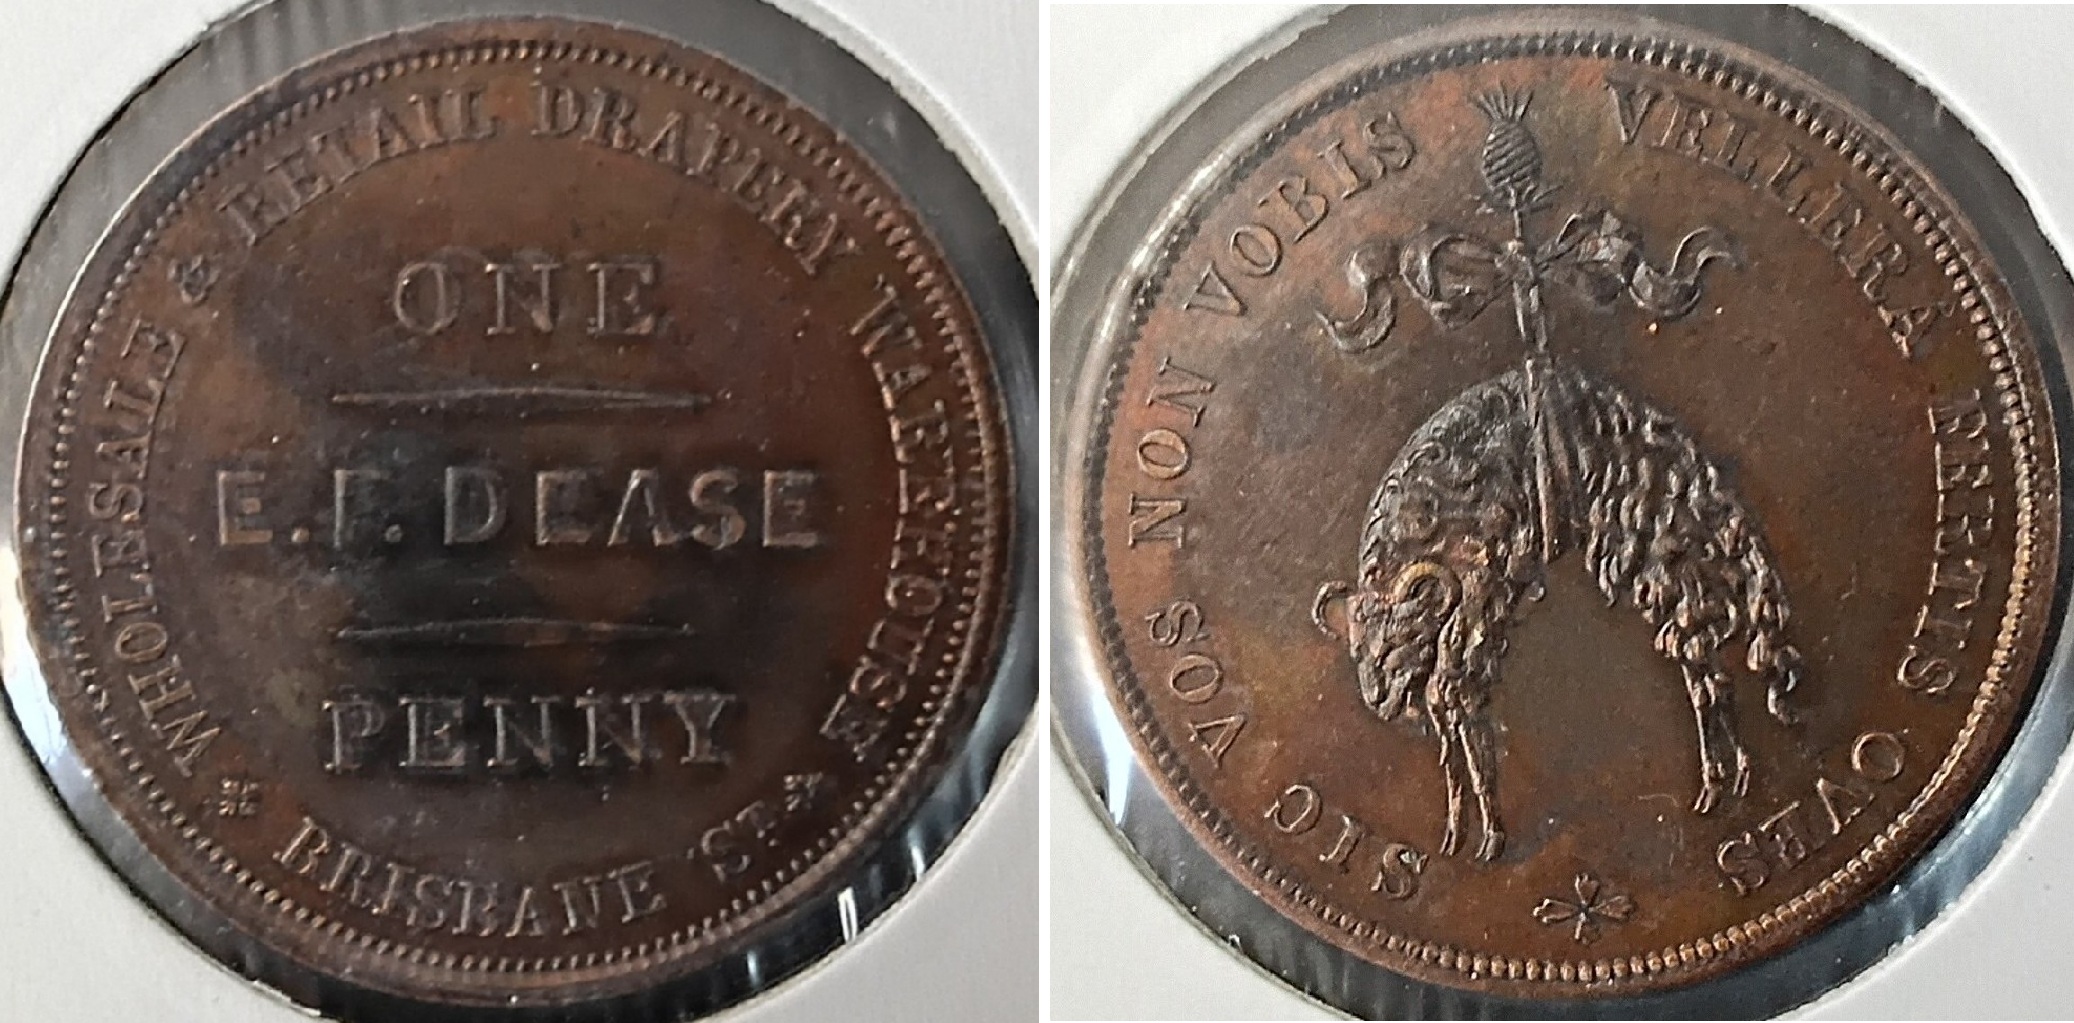 WHOLESALE & RETAIL DRAPERY WAREHOUSE
ONE
E.F.DEASE
PENNY
BRISBANE ST
SIC VOS NON VOBIS VELLERA FERTIS OVES